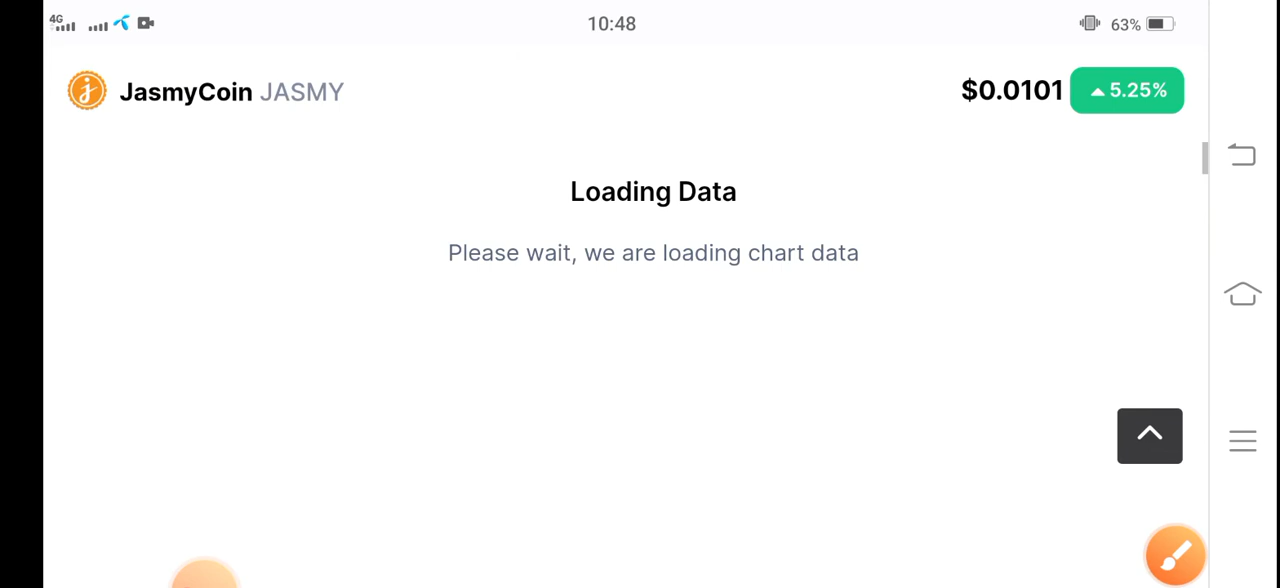 4G 10:48 63%
JasmyCoin JASMY $0.0101 5.25%
Loading Data
Please wait, we are loading chart data